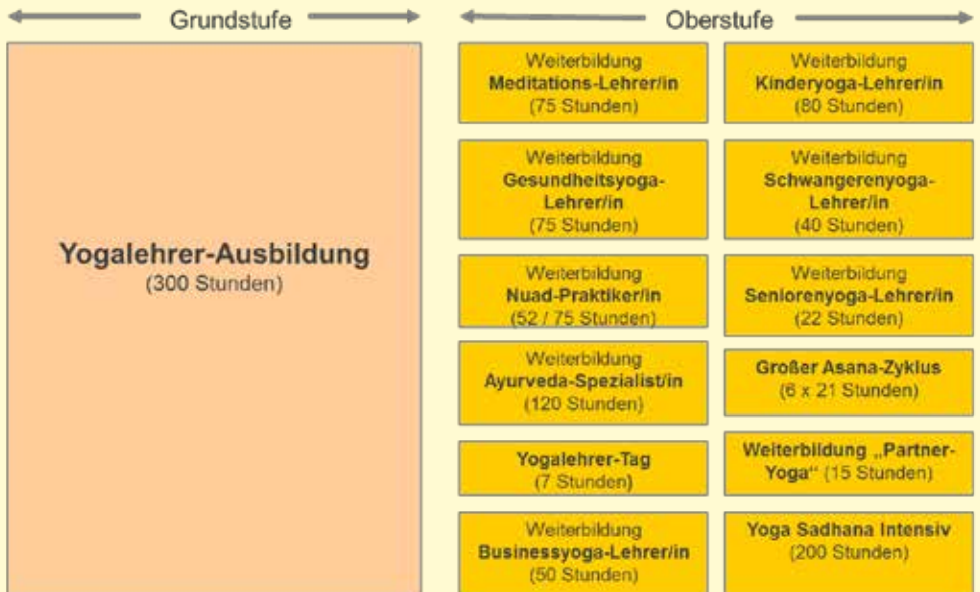 Grundstufe
Oberstufe
Yogalehrer-Ausbildung
(300 Stunden)
Weiterbildung
Meditations-Lehrer/in
(75 Stunden)
Weiterbildung
Kinderyoga-Lehrer/in
(80 Stunden)
Weiterbildung
Gesundheitsyoga-
Lehrer/in
(75 Stunden)
Weiterbildung
Schwangerenyoga-
Lehrer/in
(40 Stunden)
Weiterbildung
Nuad-Praktiker/in
(52 / 75 Stunden)
Weiterbildung
Seniorenyoga-Lehrer/in
(22 Stunden)
Weiterbildung
Ayurveda-Spezialist/in
(120 Stunden)
Großer Asana-Zyklus
(6 x 21 Stunden)
Yogalehrer-Tag
(7 Stunden)
Weiterbildung „Partner-
Yoga“ (15 Stunden)
Weiterbildung
Businessyoga-Lehrer/in
(50 Stunden)
Yoga Sadhana Intensiv
(200 Stunden)